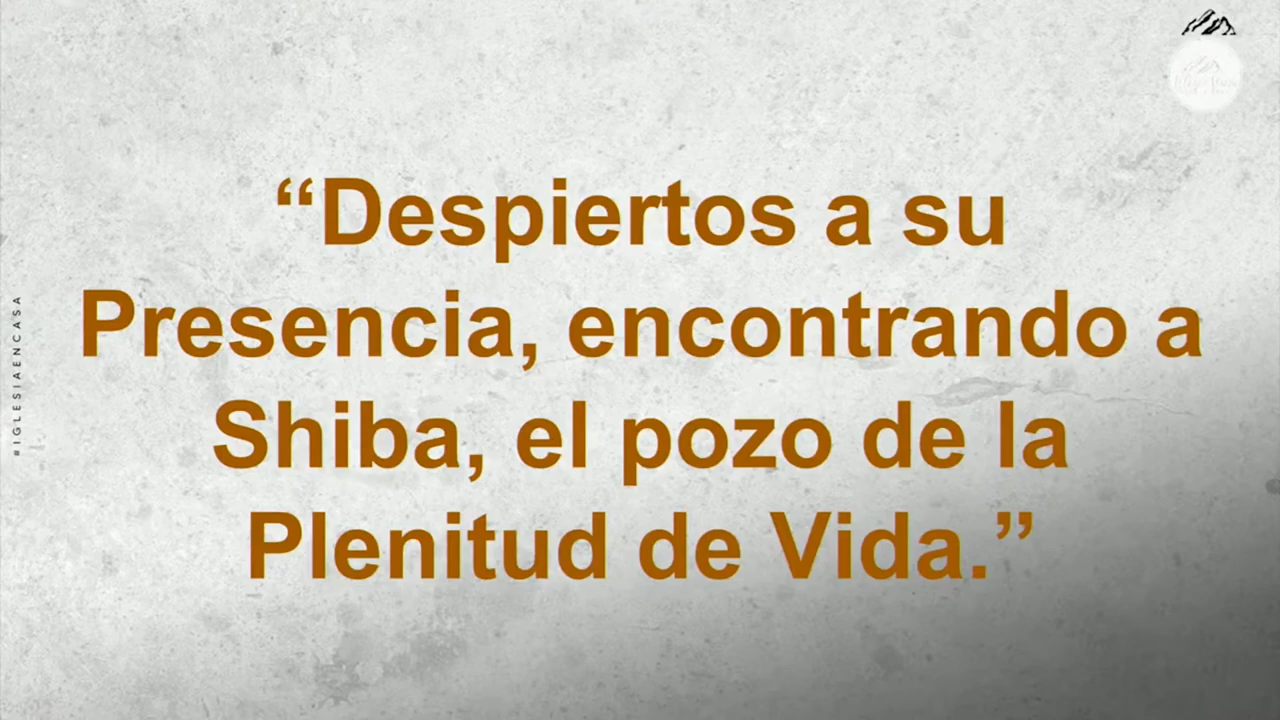 “Despiertos a su
Presencia, encontrando a
Shiba, el pozo de la
Plenitud de Vida.”
#IGLESIAENCASA